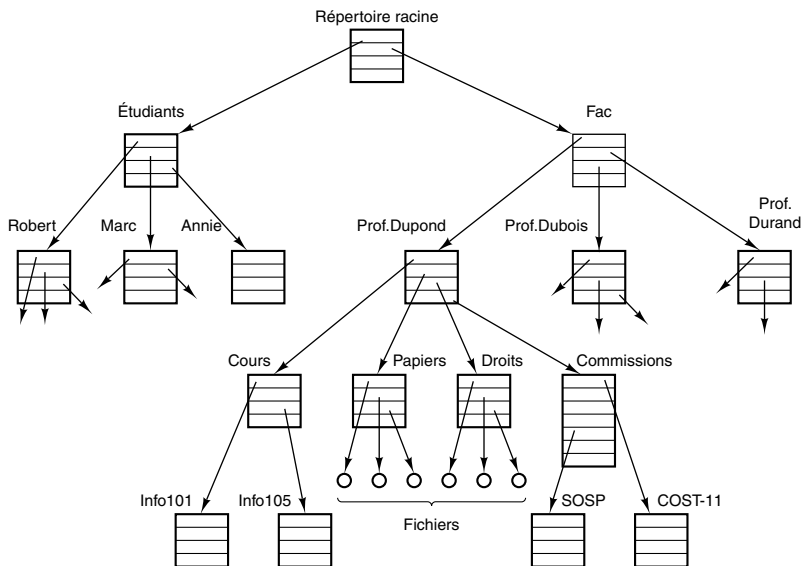 Répertoire racine
Étudiants
Fac
Robert
Marc
Annie
Prof.Dupond
Prof.Dubois
Prof.
Durand
Cours
Papiers
Droits
Commissions
Info101
Info105
Fichiers
SOSP
COST-11